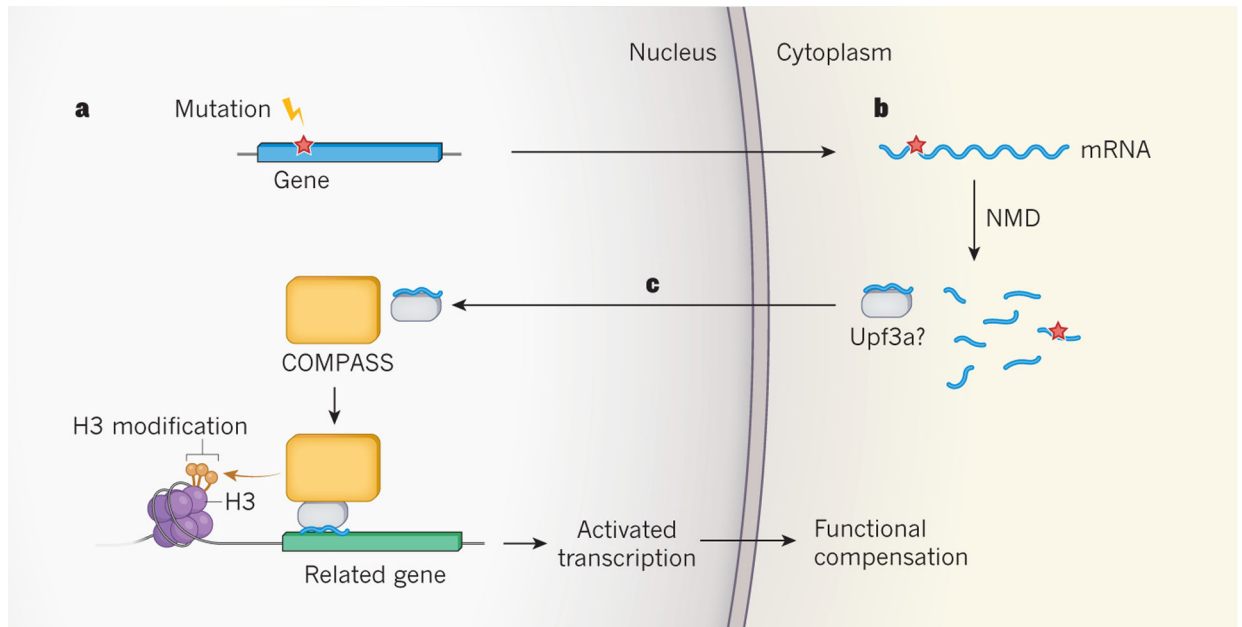 Nucleus
Cytoplasm
a
Mutation
Gene
b
mRNA
NMD
c
COMPASS
Upf3a?
H3 modification
H3
Related gene
Activated
transcription
Functional
compensation